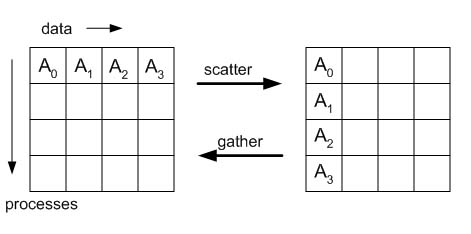 data
A0 A1 A2 A3
processes
scatter
gather
A0
A1
A2
A3